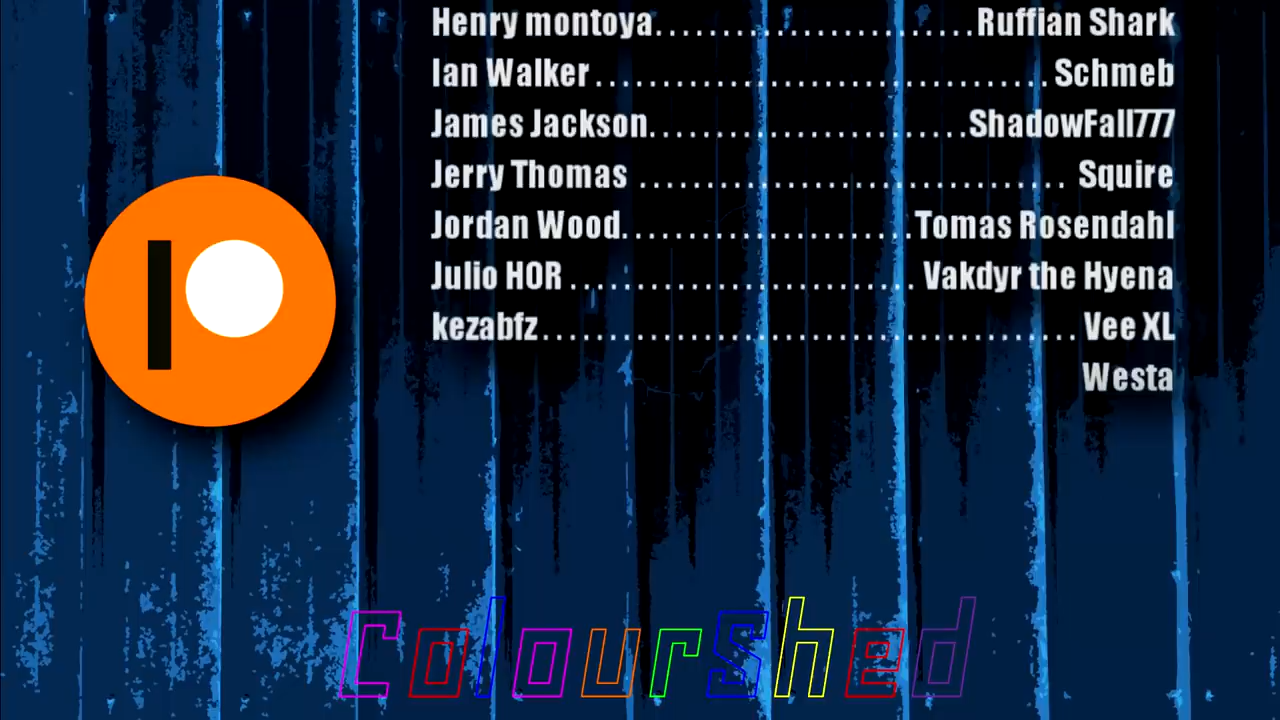 Henry montoya........................Ruffian Shark
Ian Walker..................................Schmeb
James Jackson........................ShadowFall777
Jerry Thomas ................................ Squire
Jordan Wood......................Tomas Rosendahl
Julio HOR .......................... Vakdyr the Hyena
kezabfz........................................ Vee XL
Westa
ColourShed